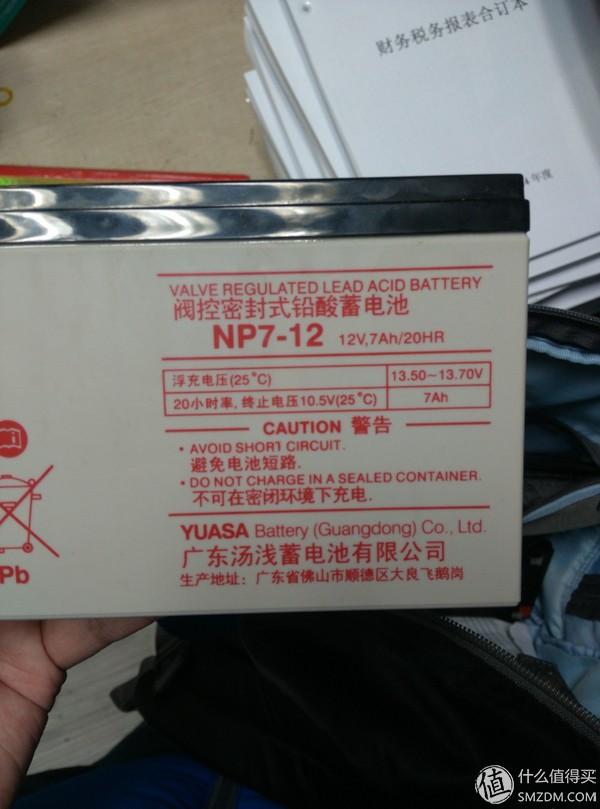 财务税务报表合订本
年度
VALVE REGULATED LEAD ACID BATTERY
阀控密封式铅酸蓄电池
NP7-12 12V,7Ah/20HR
浮充电压(25°C) 13.50~13.70V
20小时率,终止电压10.5V(25°C) 7Ah
CAUTION 警告
• AVOID SHORT CIRCUIT.
避免电池短路.
• DO NOT CHARGE IN A SEALED CONTAINER.
不可在密闭环境下充电.
Pb
YUASA Battery (Guangdong) Co., Ltd.
广东汤浅蓄电池有限公司
生产地址: 广东省佛山市顺德区大良飞鹅岗
值 什么值得买
SMZDM.COM